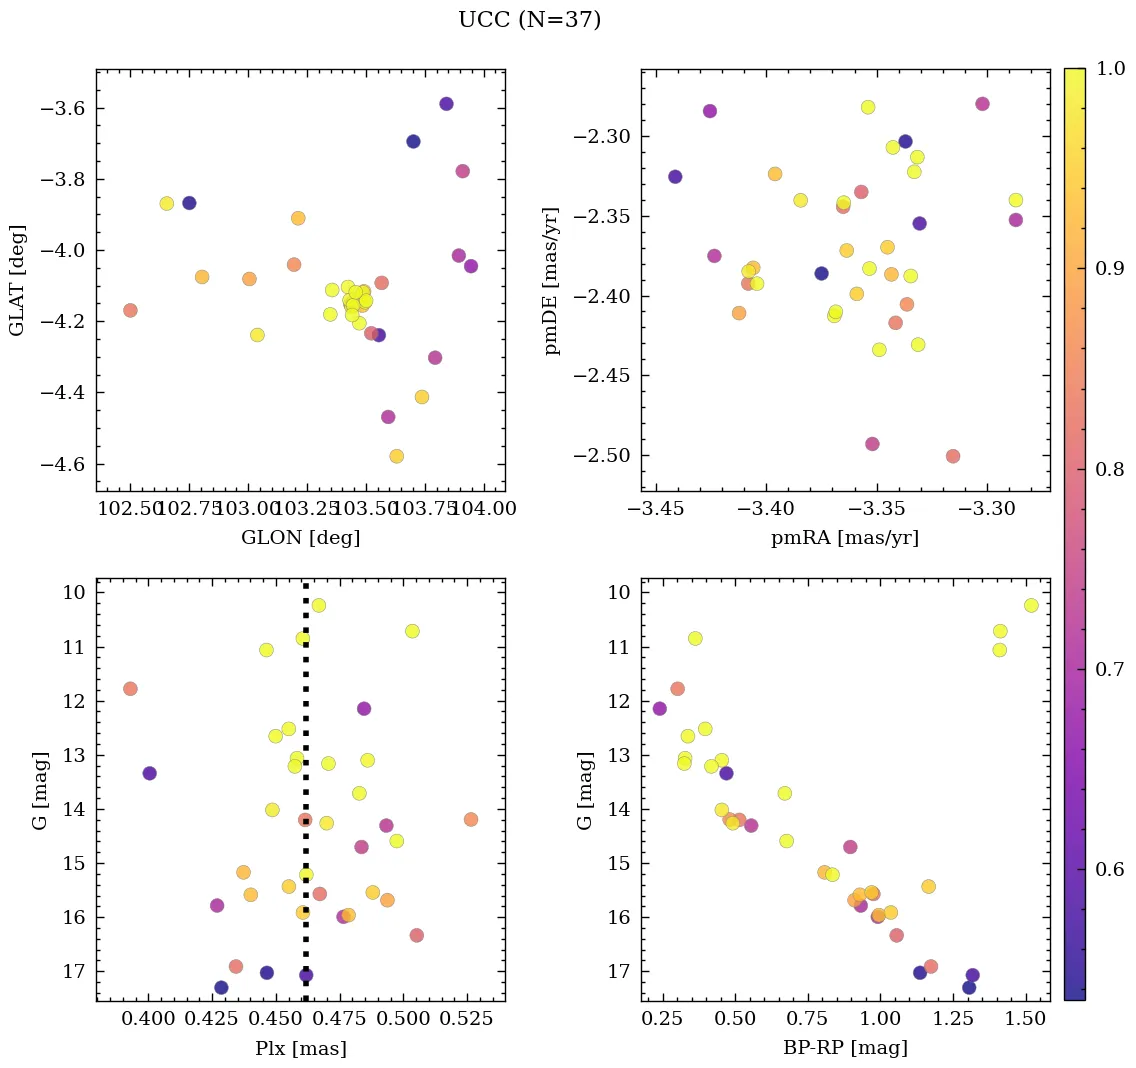 UCC (N=37)
−3.6
−3.8
−4.0
−4.2
−4.4
−4.6
GLAT [deg]
102.50 102.75 103.00 103.25 103.50 103.75 104.00
GLON [deg]
−2.30
−2.35
−2.40
−2.45
−2.50
pmDE [mas/yr]
−3.45 −3.40 −3.35 −3.30
pmRA [mas/yr]
1.0
0.9
0.8
0.7
0.6
10
11
12
13
14
15
16
17
G [mag]
0.400 0.425 0.450 0.475 0.500 0.525
Plx [mas]
10
11
12
13
14
15
16
17
G [mag]
0.25 0.50 0.75 1.00 1.25 1.50
BP-RP [mag]